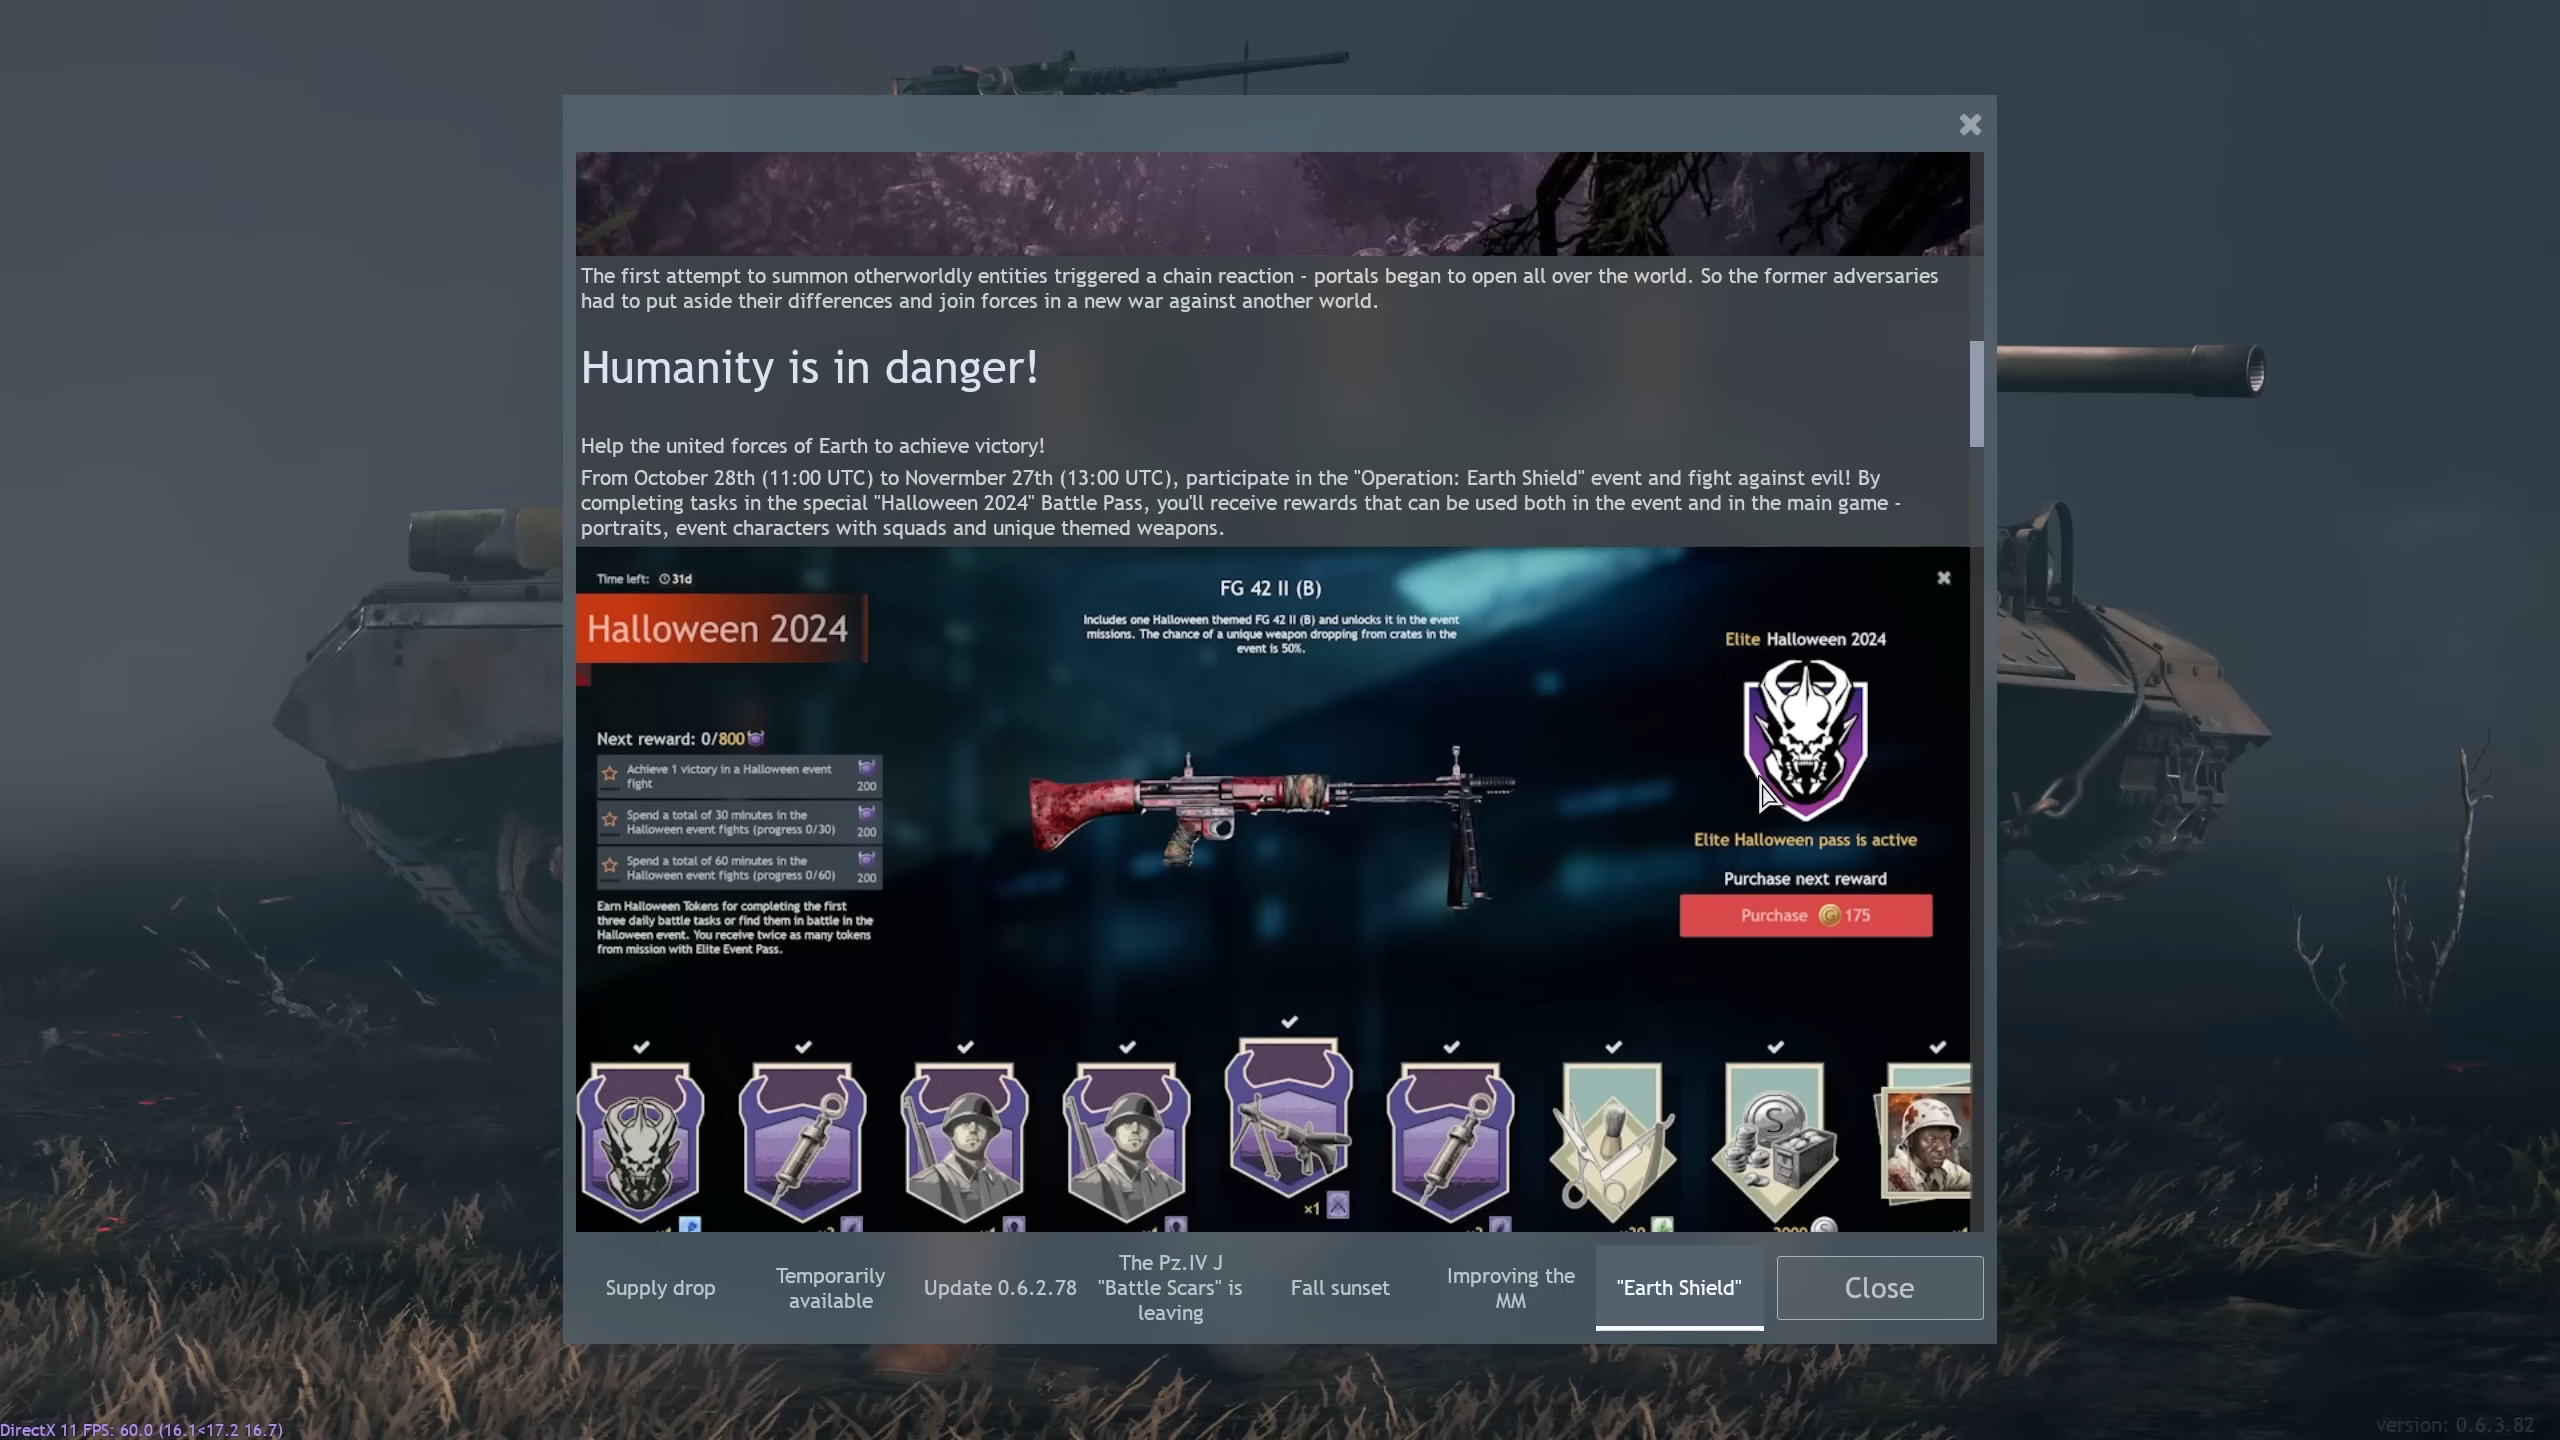 The first attempt to summon otherworldly entities triggered a chain reaction - portals began to open all over the world. So the former adversaries
had to put aside their differences and join forces in a new war against another world.
Humanity is in danger!
Help the united forces of Earth to achieve victory!
From October 28th (11:00 UTC) to Novermber 27th (13:00 UTC), participate in the "Operation: Earth Shield" event and fight against evil! By
completing tasks in the special "Halloween 2024" Battle Pass, you'll receive rewards that can be used both in the event and in the main game -
portraits, event characters with squads and unique themed weapons.
Time left: 31d
Halloween 2024
FG 42 II (B)
Includes one Halloween themed FG 42 II (B) and unlocks it in the event
missions. The chance of a unique weapon dropping from crates in the
event is 50%.
Elite Halloween 2024
Next reward: 0/800
Achieve 1 victory in a Halloween event
fight
200
Spend a total of 30 minutes in the
Halloween event fights (progress 0/30)
200
Spend a total of 60 minutes in the
Halloween event fights (progress 0/60)
200
Earn Halloween Tokens for completing the first
three daily battle tasks or find them in battle in the
Halloween event. You receive twice as many tokens
from mission with Elite Event Pass.
Elite Halloween pass is active
Purchase next reward
Purchase G 175
S
×1
Supply drop
Temporarily
available
Update 0.6.2.78
The Pz.IV J
"Battle Scars" is
leaving
Fall sunset
Improving the
MM
"Earth Shield"
Close
DirectX 11 FPS: 60.0 (16.1<17.2 16.7)
version: 0.6.3.82